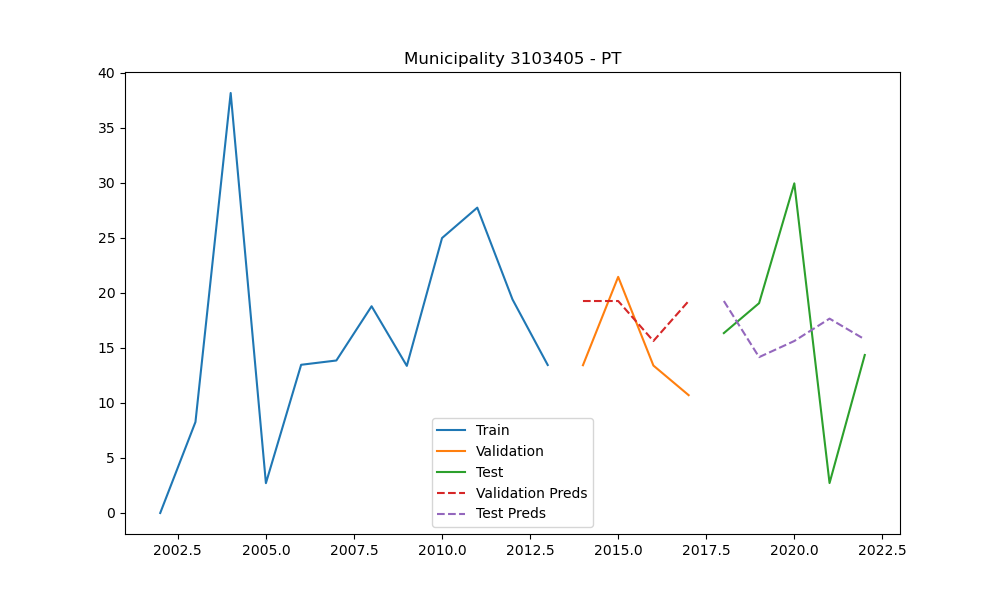 Municipality 3103405 - PT
40
35
30
25
20
15
10
5
0
Train
Validation
Test
Validation Preds
Test Preds
2002.5 2005.0 2007.5 2010.0 2012.5 2015.0 2017.5 2020.0 2022.5